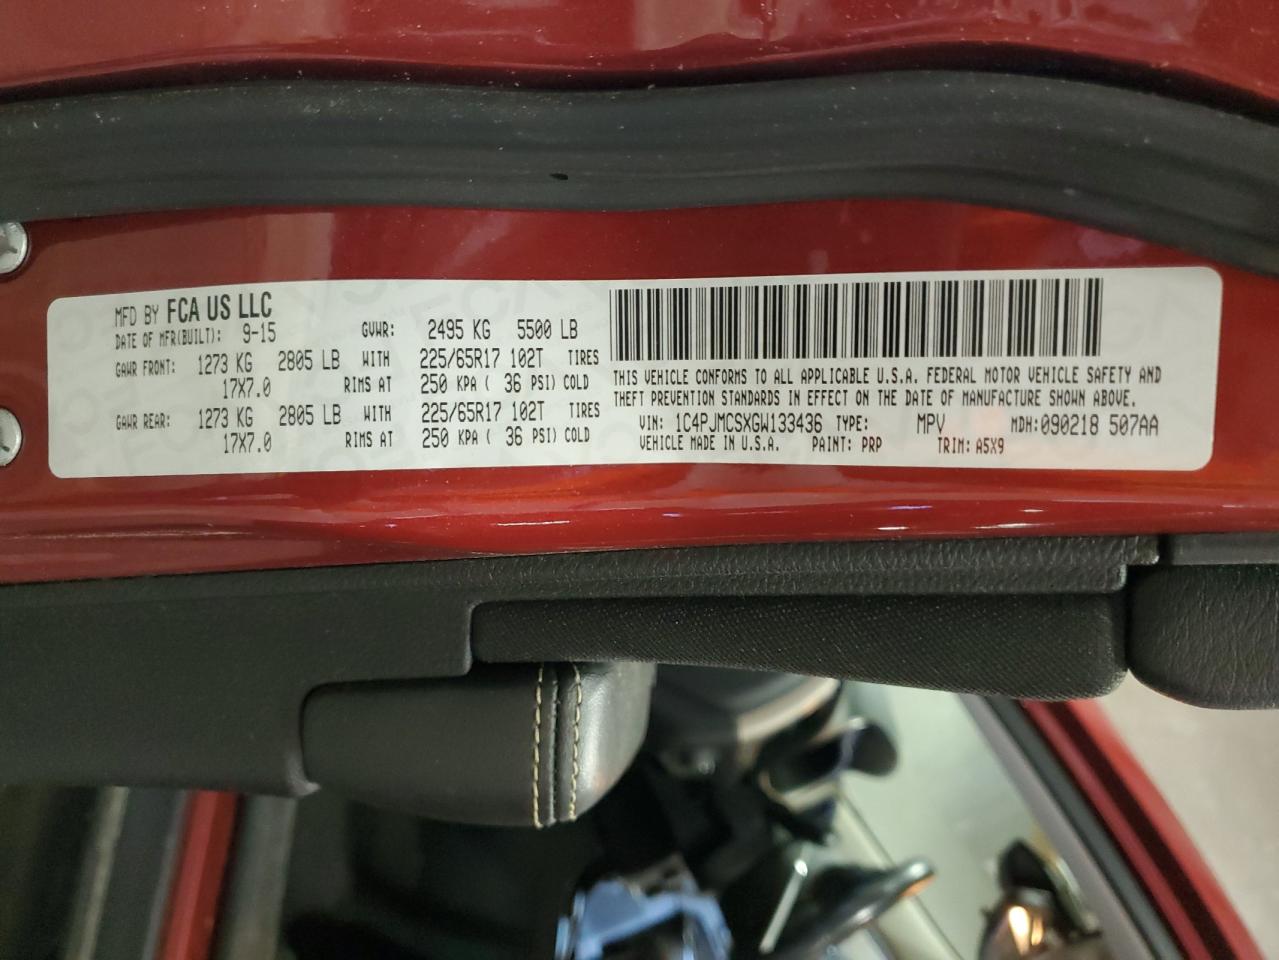 MFD BY FCA US LLC
DATE OF MFR(BUILT): 9-15 GVWR: 2495 KG 5500 LB
GAWR FRONT: 1273 KG 2805 LB WITH 225/65R17 102T TIRES
17X7.0 RIMS AT 250 KPA ( 36 PSI) COLD
GAWR REAR: 1273 KG 2805 LB WITH 225/65R17 102T TIRES
17X7.0 RIMS AT 250 KPA ( 36 PSI) COLD
THIS VEHICLE CONFORMS TO ALL APPLICABLE U.S.A. FEDERAL MOTOR VEHICLE SAFETY AND
THEFT PREVENTION STANDARDS IN EFFECT ON THE DATE OF MANUFACTURE SHOWN ABOVE.
VIN: 1C4PJMCSXGW133436 TYPE: MPV MDH:090218 507AA
VEHICLE MADE IN U.S.A. PAINT: PRP TRIM: A5X9